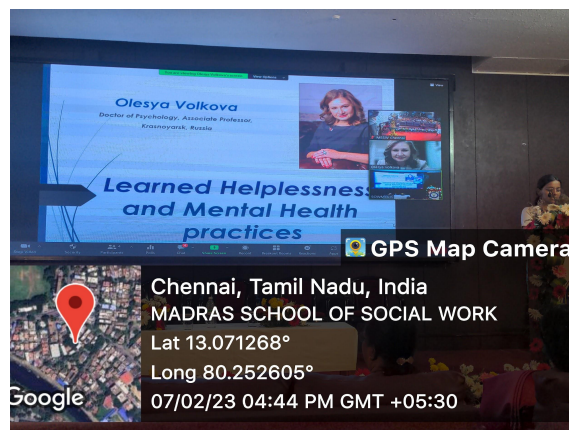 Olesya Volkova
Doctor of Psychology, Associate Professor,
Krasnoyarsk, Russia
Learned Helplessness
and Mental Health
practices
GPS Map Camera
Chennai, Tamil Nadu, India
MADRAS SCHOOL OF SOCIAL WORK
Lat 13.071268°
Long 80.252605°
07/02/23 04:44 PM GMT +05:30
Google